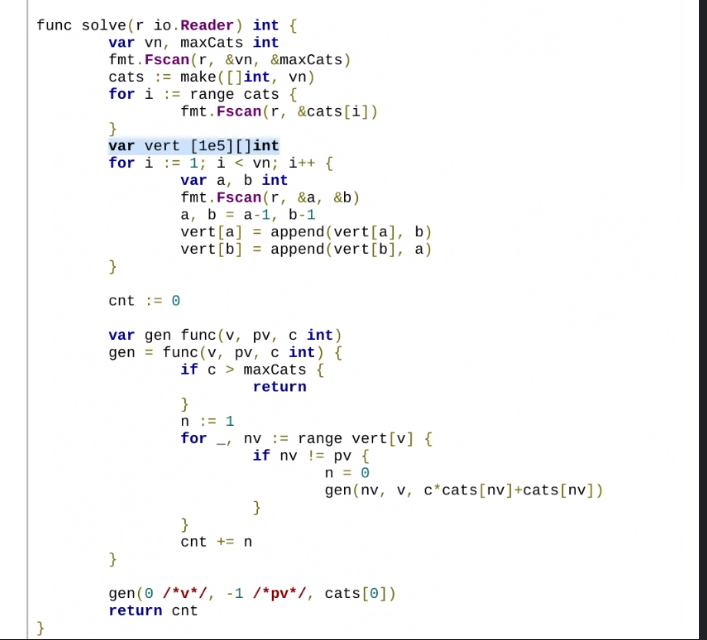 func solve(r io.Reader) int {
var vn, maxCats int
fmt.Fscan(r, &vn, &maxCats)
cats := make([]int, vn)
for i := range cats {
fmt.Fscan(r, &cats[i])
}
var vert [1e5][]int
for i := 1; i < vn; i++ {
var a, b int
fmt.Fscan(r, &a, &b)
a, b = a-1, b-1
vert[a] = append(vert[a], b)
vert[b] = append(vert[b], a)
}
cnt := 0
var gen func(v, pv, c int)
gen = func(v, pv, c int) {
if c > maxCats {
return
}
n := 1
for _, nv := range vert[v] {
if nv != pv {
n = 0
gen(nv, v, c*cats[nv]+cats[nv])
}
}
cnt += n
}
gen(0 /*v*/, -1 /*pv*/, cats[0])
return cnt
}